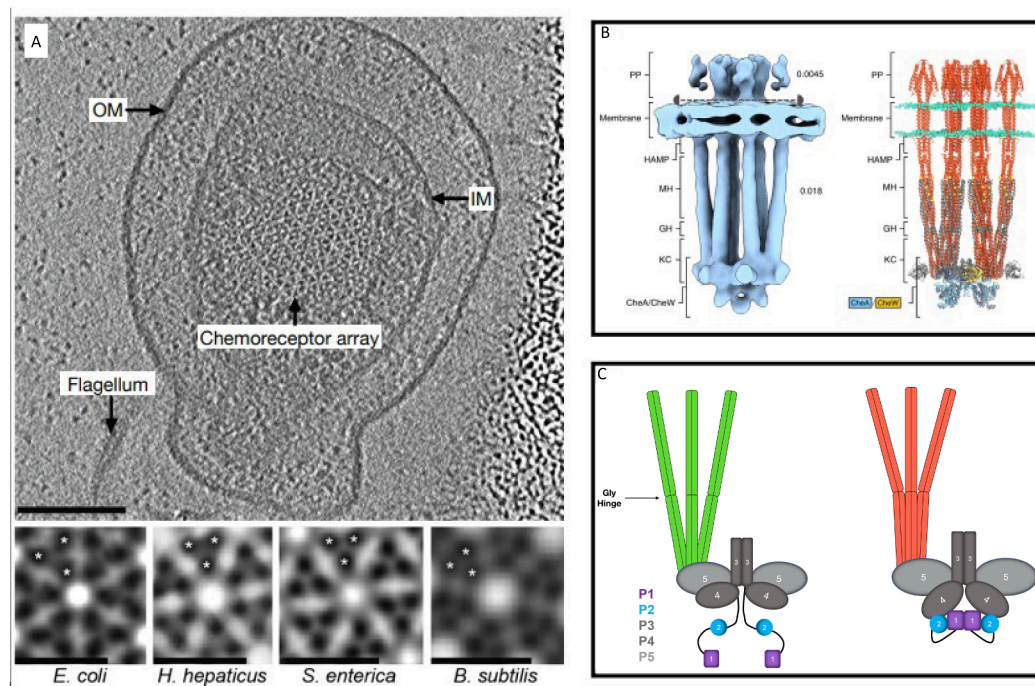 A
OM
IM
Chemoreceptor array
Flagellum
* * *
* * *
* * *
* * *
E. coli
H. hepaticus
S. enterica
B. subtilis
B
PP
Membrane
HAMP
MH
GH
KC
CheA/CheW
0.0045
0.018
PP
Membrane
HAMP
MH
GH
KC
CheA / CheW
C
Gly
Hinge
3 3
5 5
4 4
2 2
1 1
P1
P2
P3
P4
P5
3 3
5 5
4 4
2 1 1 2